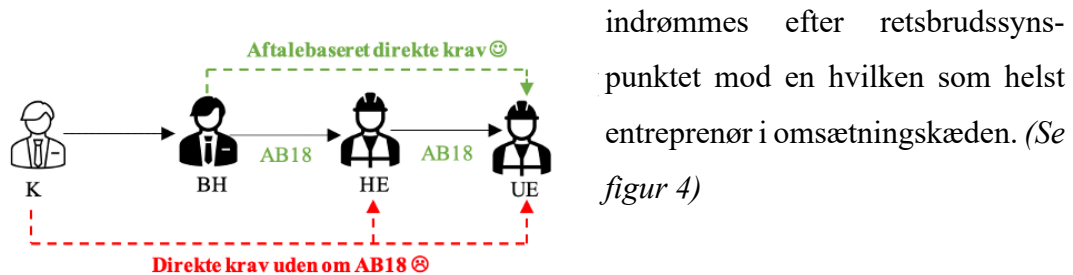 Aftalebaseret direkte krav ☺
AB18
AB18
K
BH
HE
UE
Direkte krav uden om AB18 ☹
indrømmes efter retsbrudssyns-
punktet mod en hvilken som helst
entreprenør i omsætningskæden. (Se
figur 4)